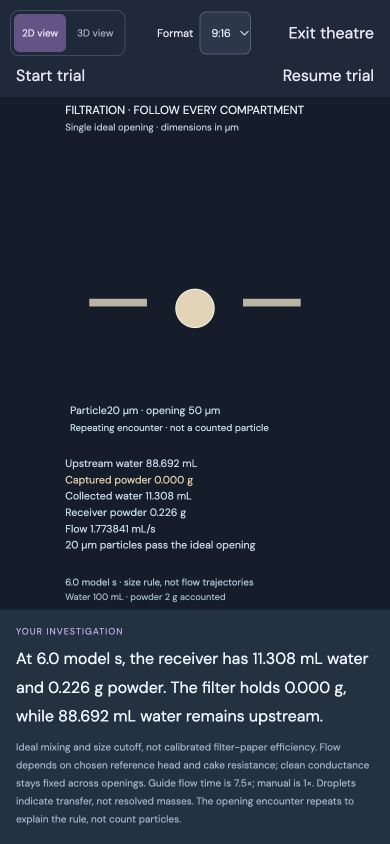 2D view 3D view Format 9:16 Exit theatre
Start trial Resume trial
FILTRATION · FOLLOW EVERY COMPARTMENT
Single ideal opening · dimensions in µm
Particle20 µm · opening 50 µm
Repeating encounter · not a counted particle
Upstream water 88.692 mL
Captured powder 0.000 g
Collected water 11.308 mL
Receiver powder 0.226 g
Flow 1.773841 mL/s
20 µm particles pass the ideal opening
6.0 model s · size rule, not flow trajectories
Water 100 mL · powder 2 g accounted
YOUR INVESTIGATION
At 6.0 model s, the receiver has 11.308 mL water
and 0.226 g powder. The filter holds 0.000 g,
while 88.692 mL water remains upstream.
Ideal mixing and size cutoff, not calibrated filter-paper efficiency. Flow
depends on chosen reference head and cake resistance; clean conductance
stays fixed across openings. Guide flow time is 7.5×; manual is 1×. Droplets
indicate transfer, not resolved masses. The opening encounter repeats to
explain the rule, not count particles.